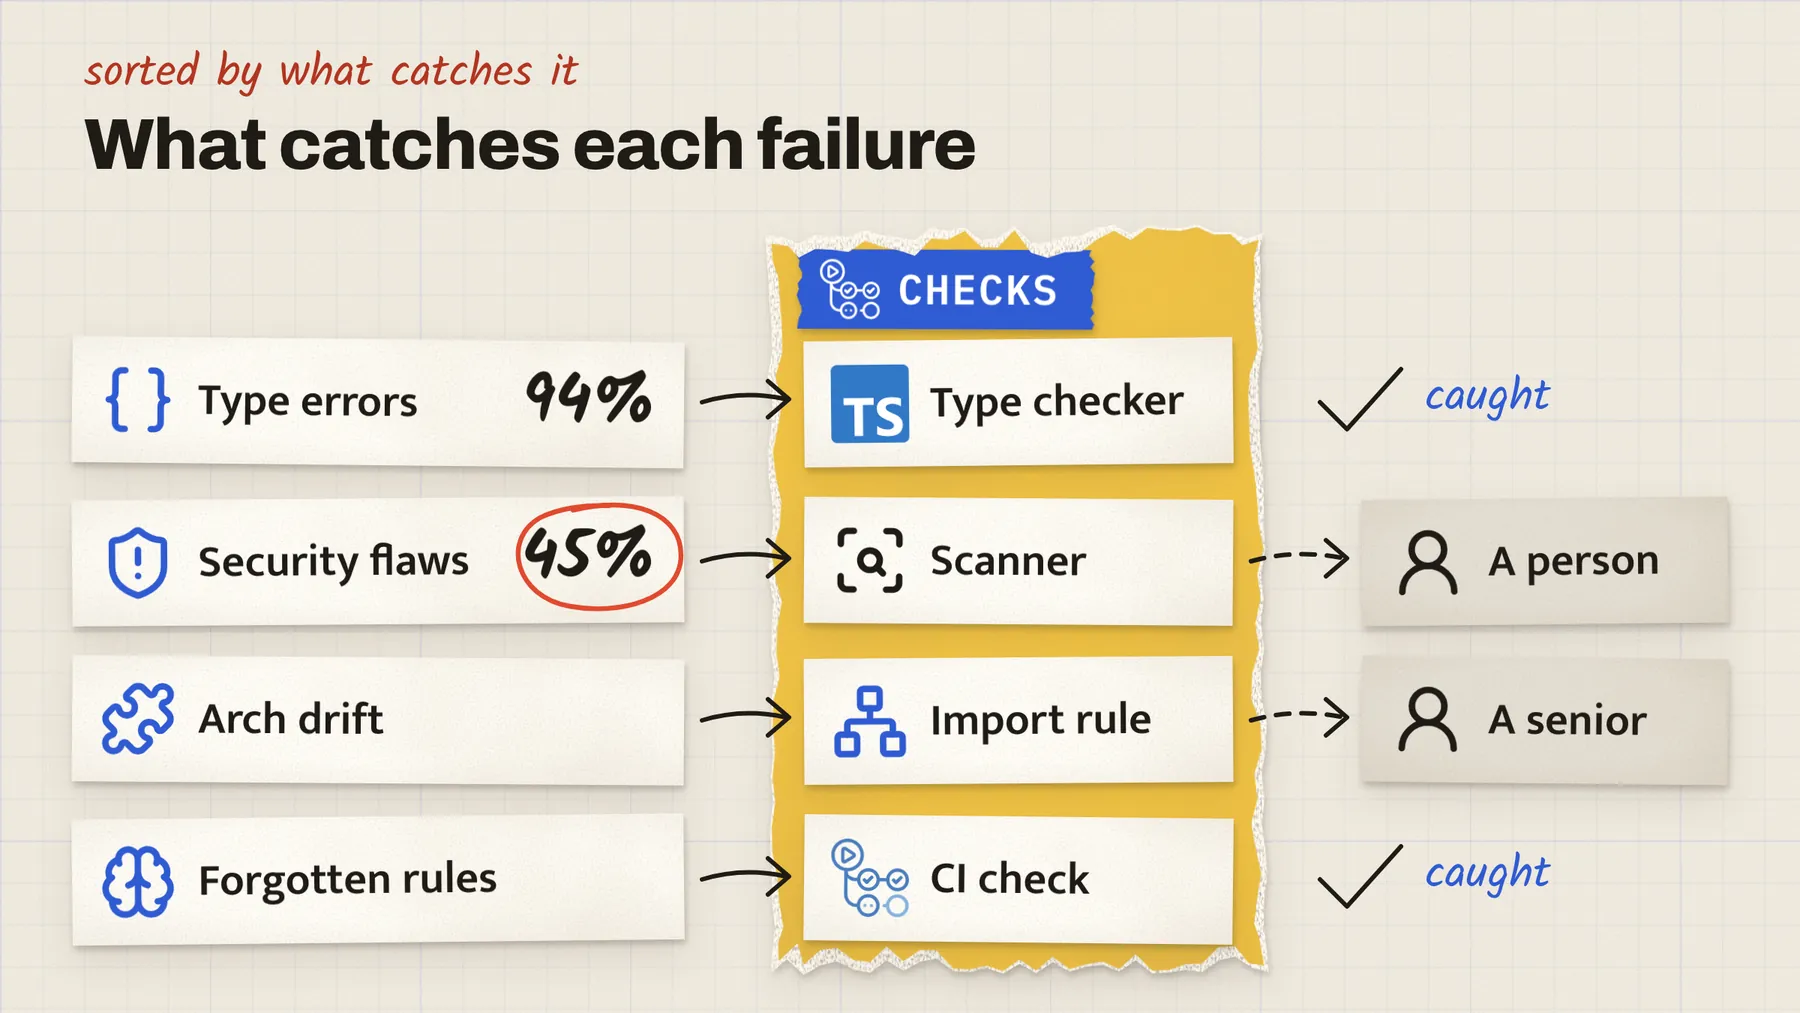 sorted by what catches it
What catches each failure
CHECKS
Type errors 94%
TS Type checker
caught
Security flaws 45%
Scanner
A person
Arch drift
Import rule
A senior
Forgotten rules
CI check
caught